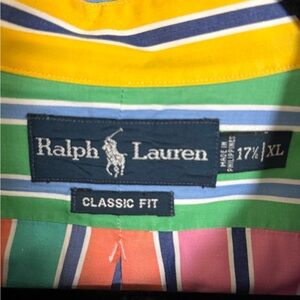 Ralph Lauren
MADE IN
PHILIPPINES
17½ XL
CLASSIC FIT